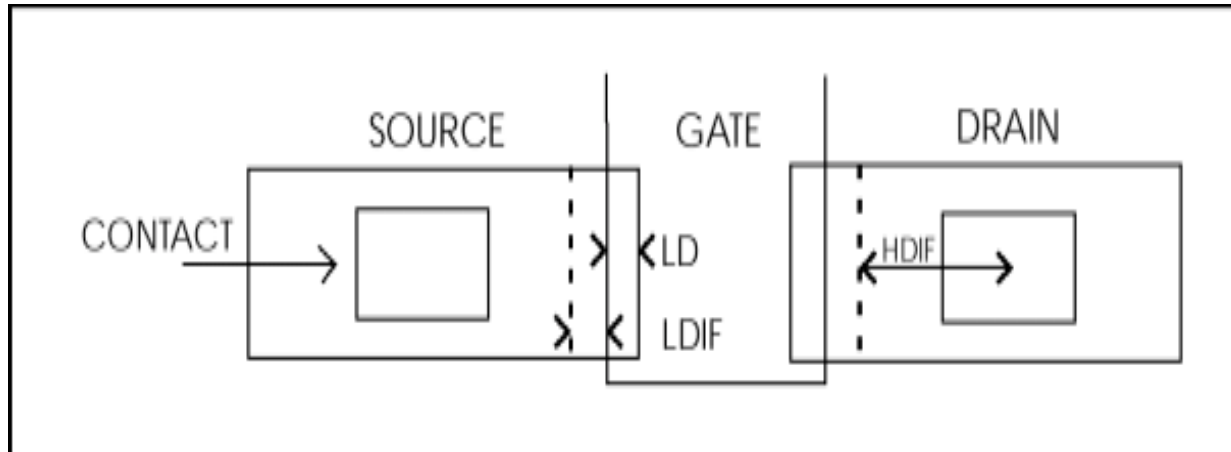 SOURCE
GATE
DRAIN
CONTACT
LD
HDIF
LDIF